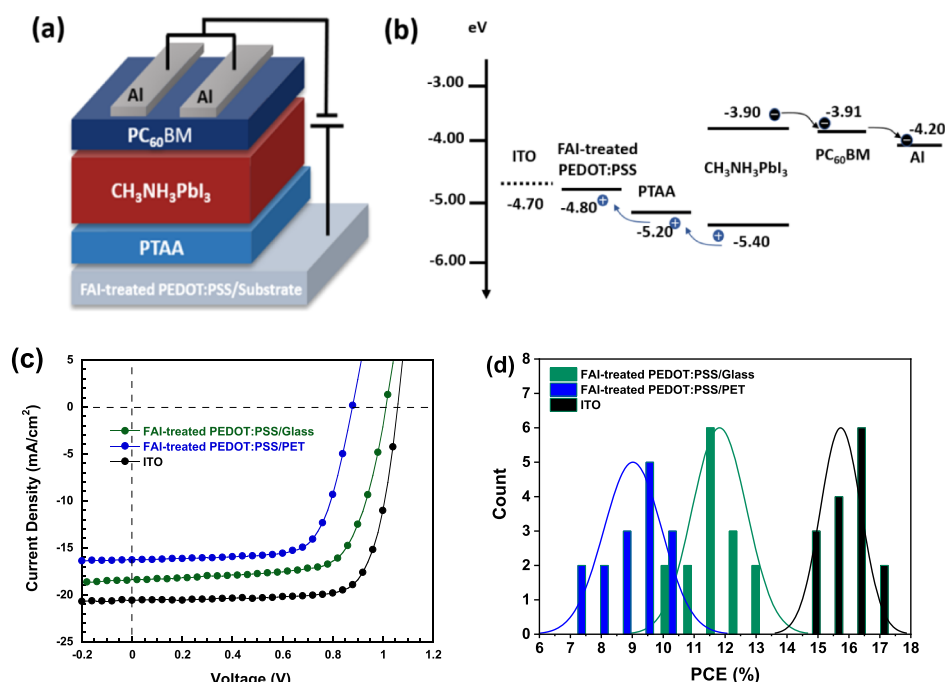 (a)
Al
Al
PC60BM
CH3NH3PbI3
PTAA
FAI-treated PEDOT:PSS/Substrate
(b)
eV
-3.00
-4.00
-5.00
-6.00
ITO
-4.70
FAI-treated
PEDOT:PSS
-4.80
PTAA
-5.20
-3.90
CH3NH3PbI3
-5.40
-3.91
PC60BM
-4.20
Al
(c)
5
0
-5
-10
-15
-20
-25
-0.2
0
0.2
0.4
0.6
0.8
1
1.2
Current Density (mA/cm2)
Voltage (V)
FAI-treated PEDOT:PSS/Glass
FAI-treated PEDOT:PSS/PET
ITO
(d)
8
7
6
5
4
3
2
1
0
6
7
8
9
10
11
12
13
14
15
16
17
18
Count
PCE (%)
FAI-treated PEDOT:PSS/Glass
FAI-treated PEDOT:PSS/PET
ITO